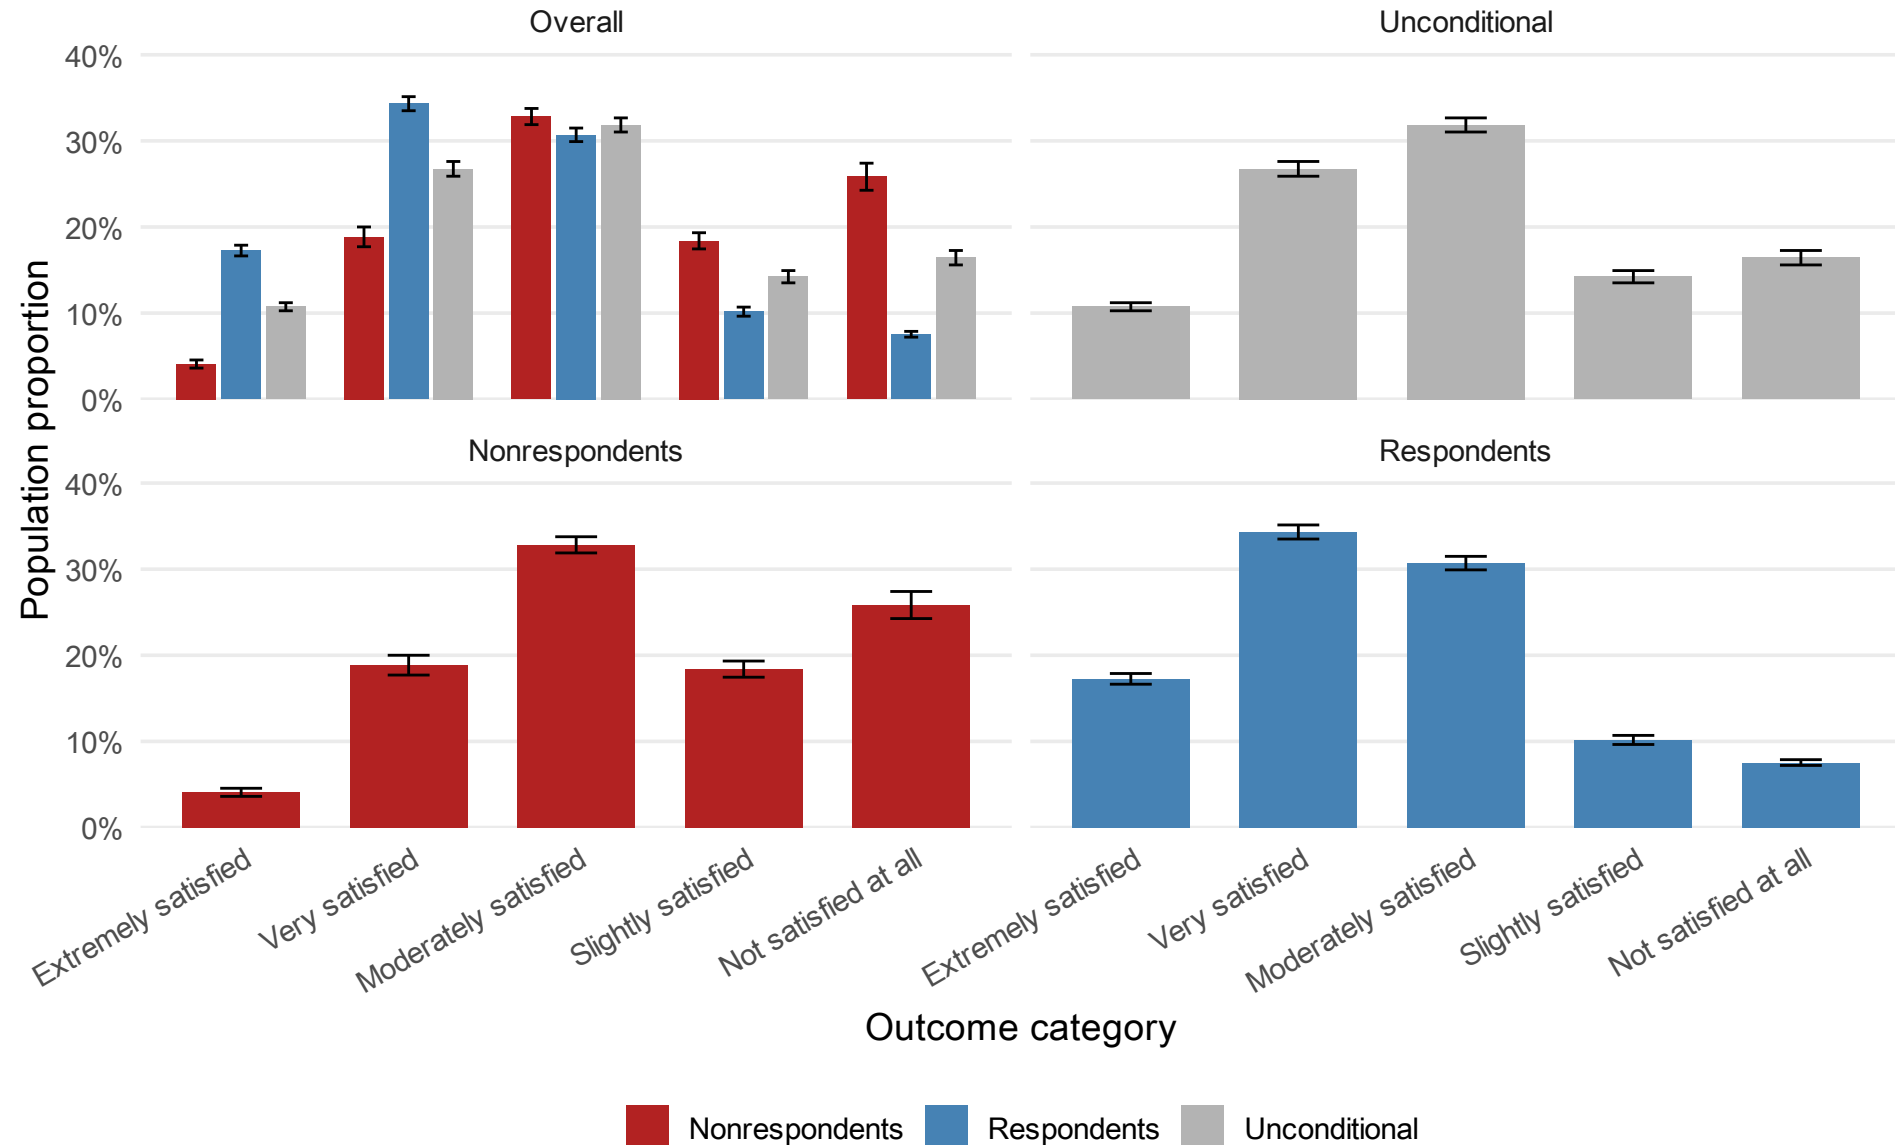 Overall
Unconditional
40%
30%
20%
10%
0%
Population proportion
Nonrespondents
Respondents
40%
30%
20%
10%
0%
Extremely satisfied
Very satisfied
Moderately satisfied
Slightly satisfied
Not satisfied at all
Extremely satisfied
Very satisfied
Moderately satisfied
Slightly satisfied
Not satisfied at all
Outcome category
Nonrespondents Respondents Unconditional